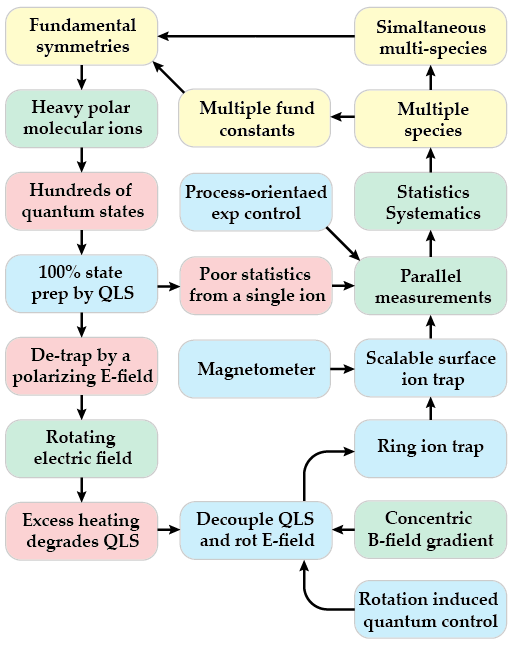 Fundamental
symmetries
Simaltaneous
multi-species
Heavy polar
molecular ions
Multiple fund
constants
Multiple
species
Hundreds of
quantum states
Process-orientaed
exp control
Statistics
Systematics
100% state
prep by QLS
Poor statistics
from a single ion
Parallel
measurements
De-trap by a
polarizing E-field
Magnetometer
Scalable surface
ion trap
Rotating
electric field
Ring ion trap
Excess heating
degrades QLS
Decouple QLS
and rot E-field
Concentric
B-field gradient
Rotation induced
quantum control